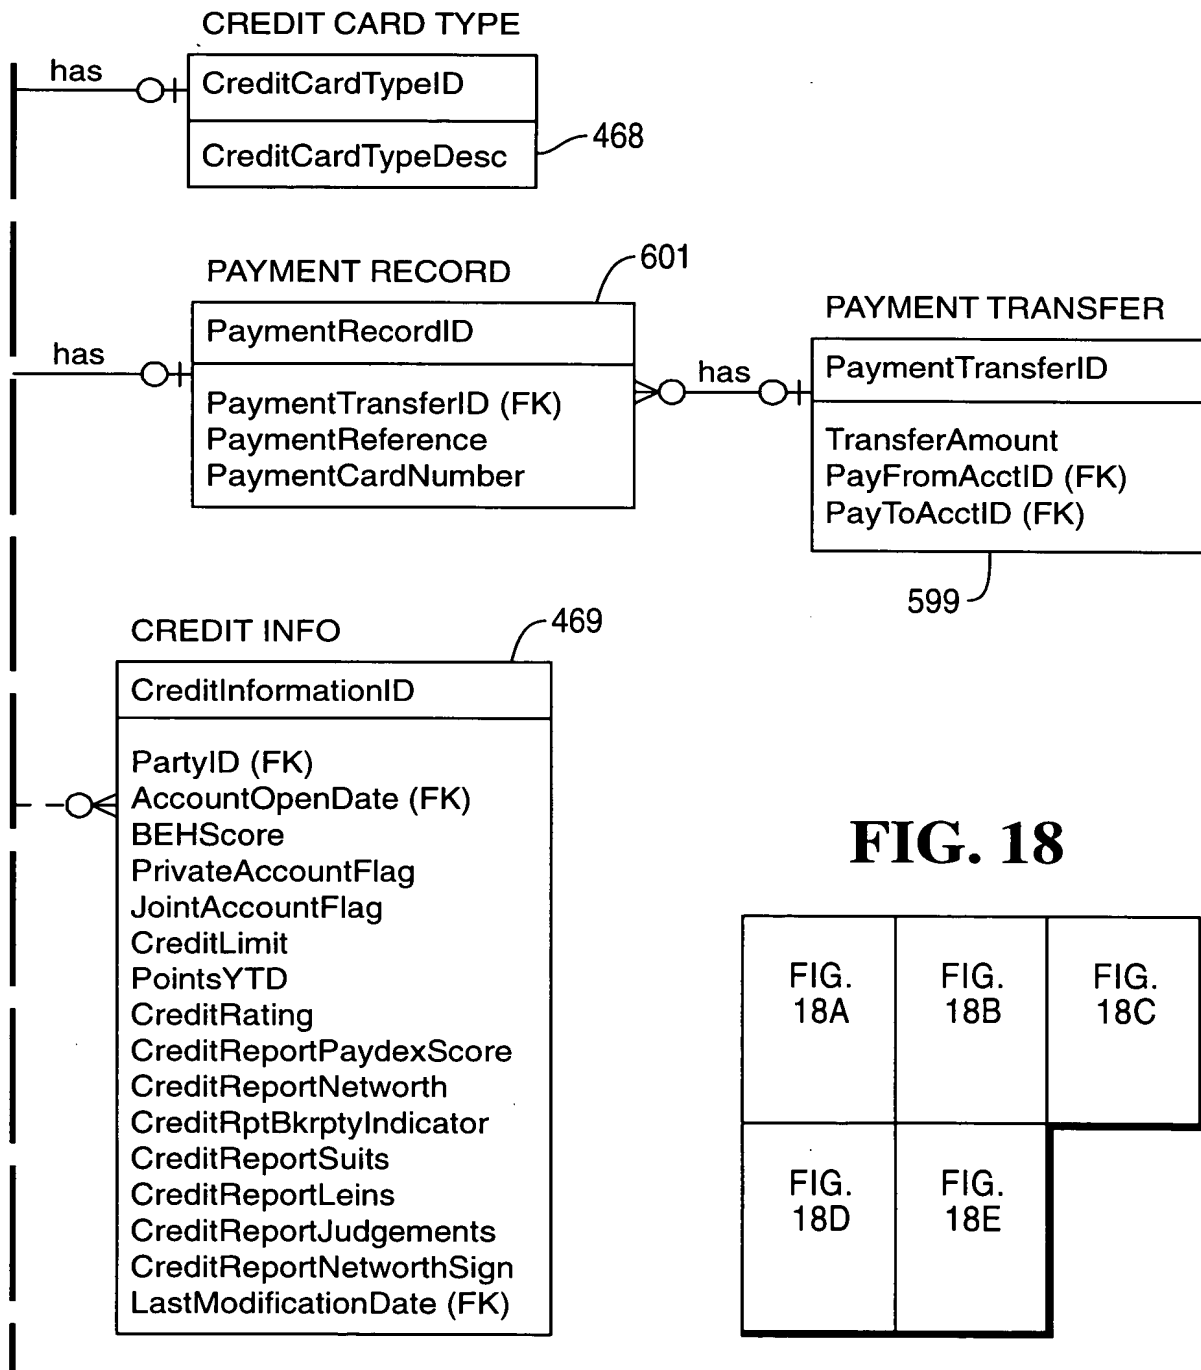 CREDIT CARD TYPE
has
CreditCardTypeID
CreditCardTypeDesc
468
PAYMENT RECORD
601
has
PaymentRecordID
PaymentTransferID (FK)
PaymentReference
PaymentCardNumber
has
PAYMENT TRANSFER
PaymentTransferID
TransferAmount
PayFromAcctID (FK)
PayToAcctID (FK)
599
CREDIT INFO
469
CreditInformationID
PartyID (FK)
AccountOpenDate (FK)
BEHScore
PrivateAccountFlag
JointAccountFlag
CreditLimit
PointsYTD
CreditRating
CreditReportPaydexScore
CreditReportNetworth
CreditRptBkrptyIndicator
CreditReportSuits
CreditReportLeins
CreditReportJudgements
CreditReportNetworthSign
LastModificationDate (FK)
FIG. 18
FIG.
18A
FIG.
18B
FIG.
18C
FIG.
18D
FIG.
18E